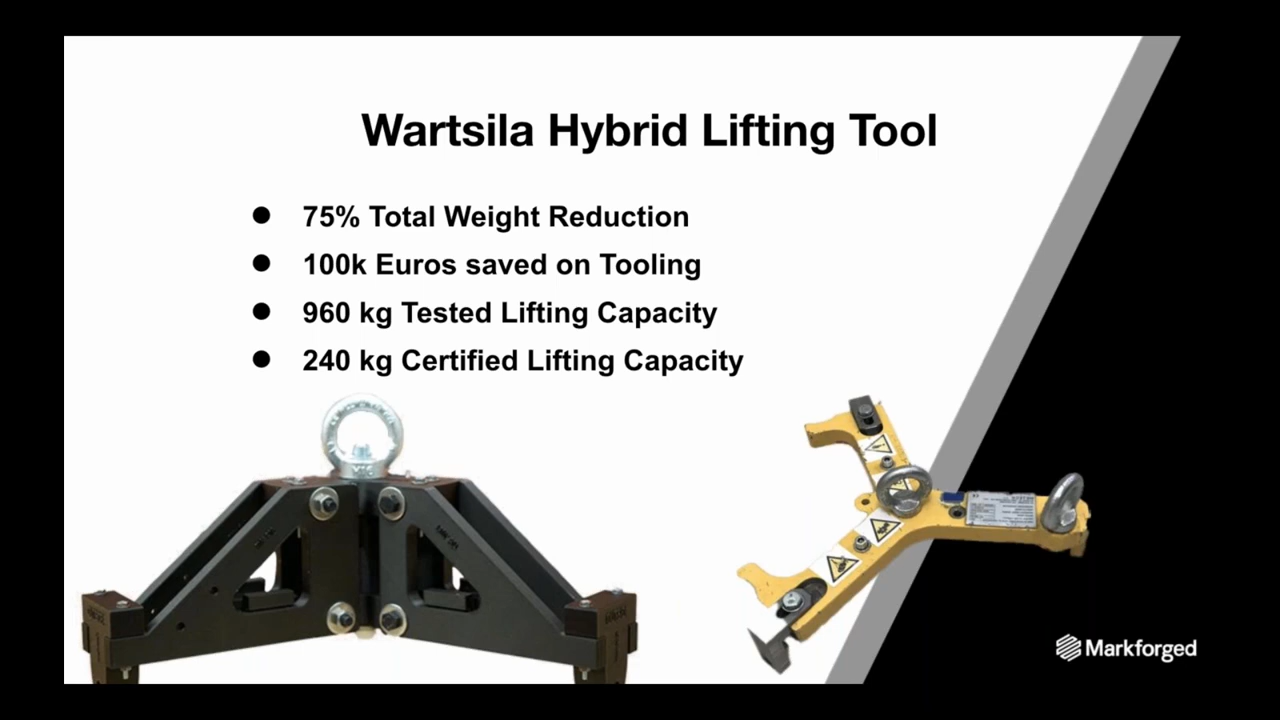 Wartsila Hybrid Lifting Tool
● 75% Total Weight Reduction
● 100k Euros saved on Tooling
● 960 kg Tested Lifting Capacity
● 240 kg Certified Lifting Capacity
Markforged